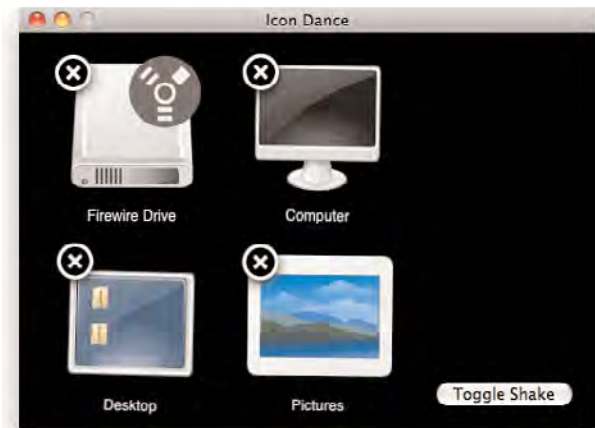 Icon Dance
Firewire Drive
Computer
Desktop
Pictures
Toggle Shake